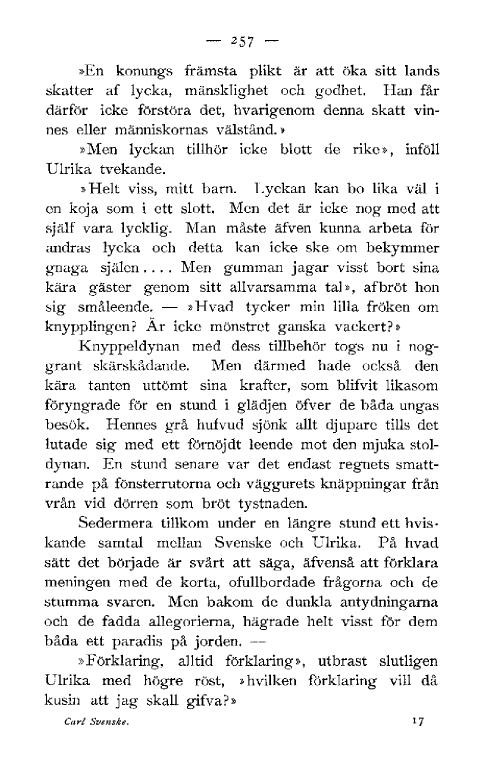 — 257 —
»En konungs främsta plikt är att öka sitt lands
skatter af lycka, mänsklighet och godhet. Han får
därför icke förstöra det, hvarigenom denna skatt vin-
nes eller människornas välstånd.»
»Men lyckan tillhör icke blott de rike», inföll
Ulrika tvekande.
»Helt viss, mitt barn. Lyckan kan bo lika väl i
en koja som i ett slott. Men det är icke nog med att
själf vara lycklig. Man måste äfven kunna arbeta för
andras lycka och detta kan icke ske om bekymmer
gnaga själen.... Men gumman jagar visst bort sina
kära gäster genom sitt allvarsamma tal», afbröt hon
sig småleende. — »Hvad tycker min lilla fröken om
knypplingen? Är icke mönstret ganska vackert?»
Knyppeldynan med dess tillbehör togs nu i nog-
grant skärskådande. Men därmed hade också den
kära tanten uttömt sina krafter, som blifvit likasom
föryngrade för en stund i glädjen öfver de båda ungas
besök. Hennes grå hufvud sjönk allt djupare tills det
lutade sig med ett förnöjdt leende mot den mjuka stol-
dynan. En stund senare var det endast regnets smatt-
rande på fönsterrutorna och väggurets knäppningar från
vrån vid dörren som bröt tystnaden.
Sedermera tillkom under en längre stund ett hvis-
kande samtal mellan Svenske och Ulrika. På hvad
sätt det började är svårt att säga, äfvenså att förklara
meningen med de korta, ofullbordade frågorna och de
stumma svaren. Men bakom de dunkla antydningarna
och de fadda allegorierna, hägrade helt visst för dem
båda ett paradis på jorden. —
»Förklaring, alltid förklaring», utbrast slutligen
Ulrika med högre röst, »hvilken förklaring vill då
kusin att jag skall gifva?»
Carl Svenske. 17